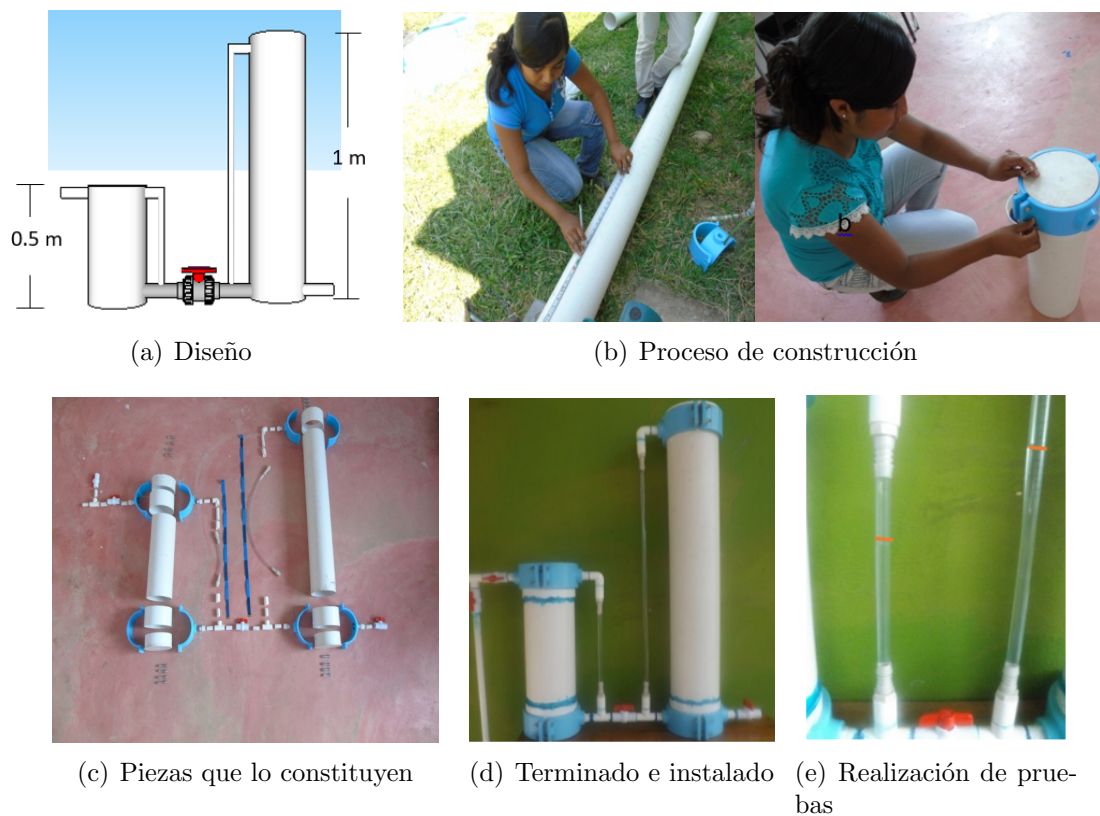 1 m
0.5 m
b
(a) Diseño
(b) Proceso de construcción
(c) Piezas que lo constituyen
(d) Terminado e instalado
(e) Realización de prue-
bas